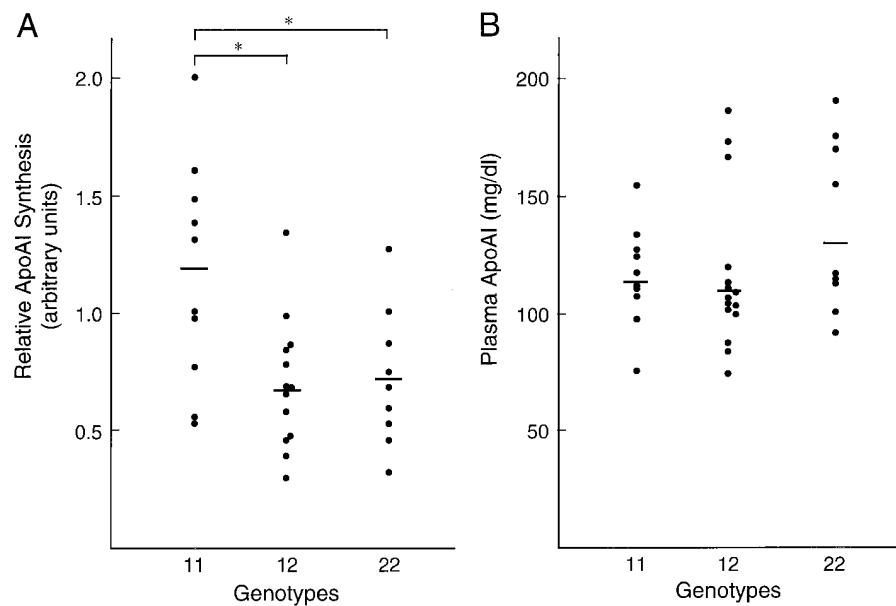 A
*
*
2.0
1.5
1.0
0.5
Relative ApoAI Synthesis
(arbitrary units)
11 12 22
Genotypes
B
200
150
100
50
Plasma ApoAI (mg/dl)
11 12 22
Genotypes